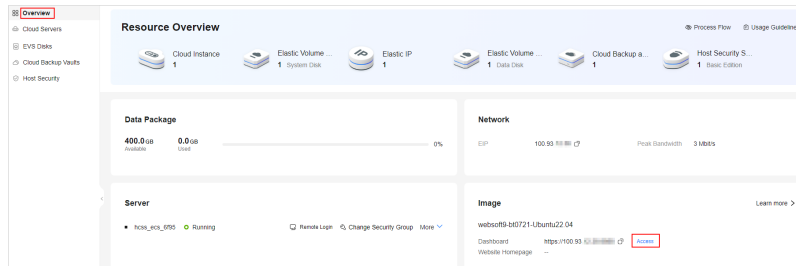 Overview
Cloud Servers
EVS Disks
Cloud Backup Vaults
Host Security
Resource Overview
Process Flow Usage Guideline
Cloud Instance
1
Elastic Volume ...
1 System Disk
Elastic IP
1
Elastic Volume ...
1 Data Disk
Cloud Backup a...
1
Host Security S...
1 Basic Edition
Data Package
400.0 GB 0.0 GB
Available Used
0%
Network
EIP 100.93 Peak Bandwidth 3 Mbit/s
Server
hcss_ecs_6f95 Running Remote Login Change Security Group More
Image Learn more
websoft9-bt0721-Ubuntu22.04
Dashboard https://100.93 Access
Website Homepage --